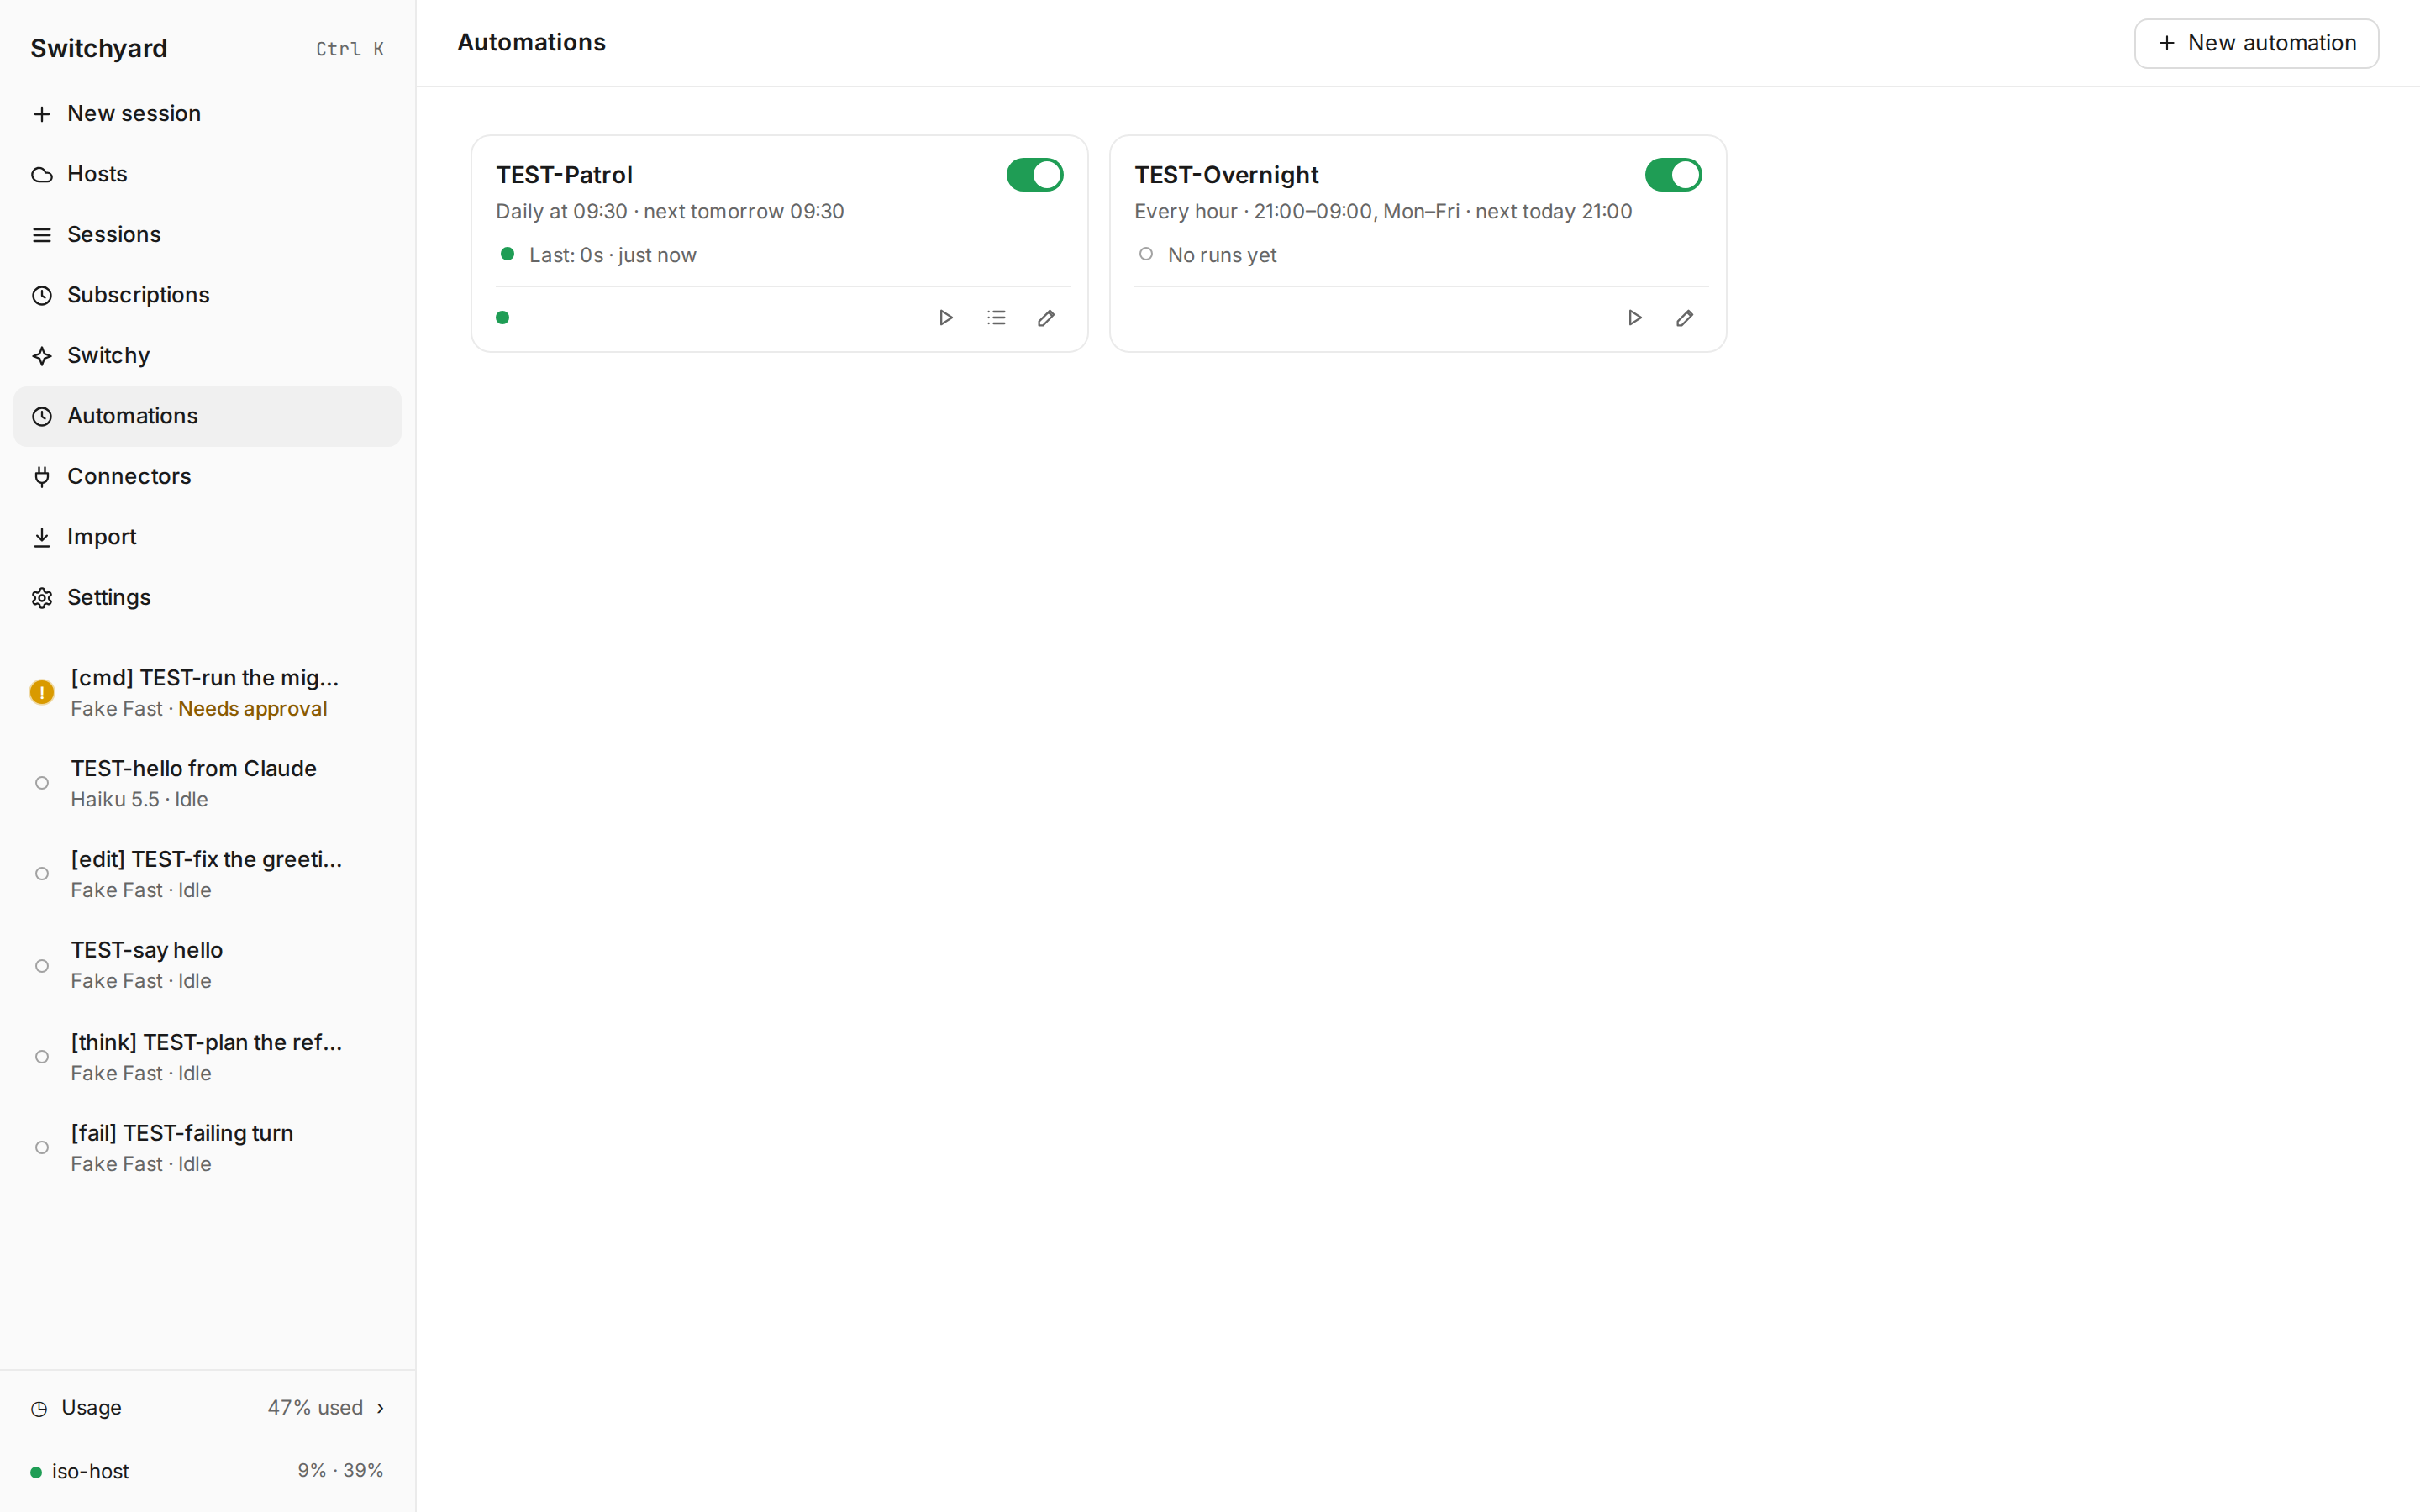 Switchyard
Ctrl K
New session
Hosts
Sessions
Subscriptions
Switchy
Automations
Connectors
Import
Settings
[cmd] TEST-run the mig...
Fake Fast · Needs approval
TEST-hello from Claude
Haiku 5.5 · Idle
[edit] TEST-fix the greeti...
Fake Fast · Idle
TEST-say hello
Fake Fast · Idle
[think] TEST-plan the ref...
Fake Fast · Idle
[fail] TEST-failing turn
Fake Fast · Idle
Usage
47% used
iso-host
9% · 39%
Automations
New automation
TEST-Patrol
Daily at 09:30 · next tomorrow 09:30
Last: 0s · just now
TEST-Overnight
Every hour · 21:00–09:00, Mon–Fri · next today 21:00
No runs yet